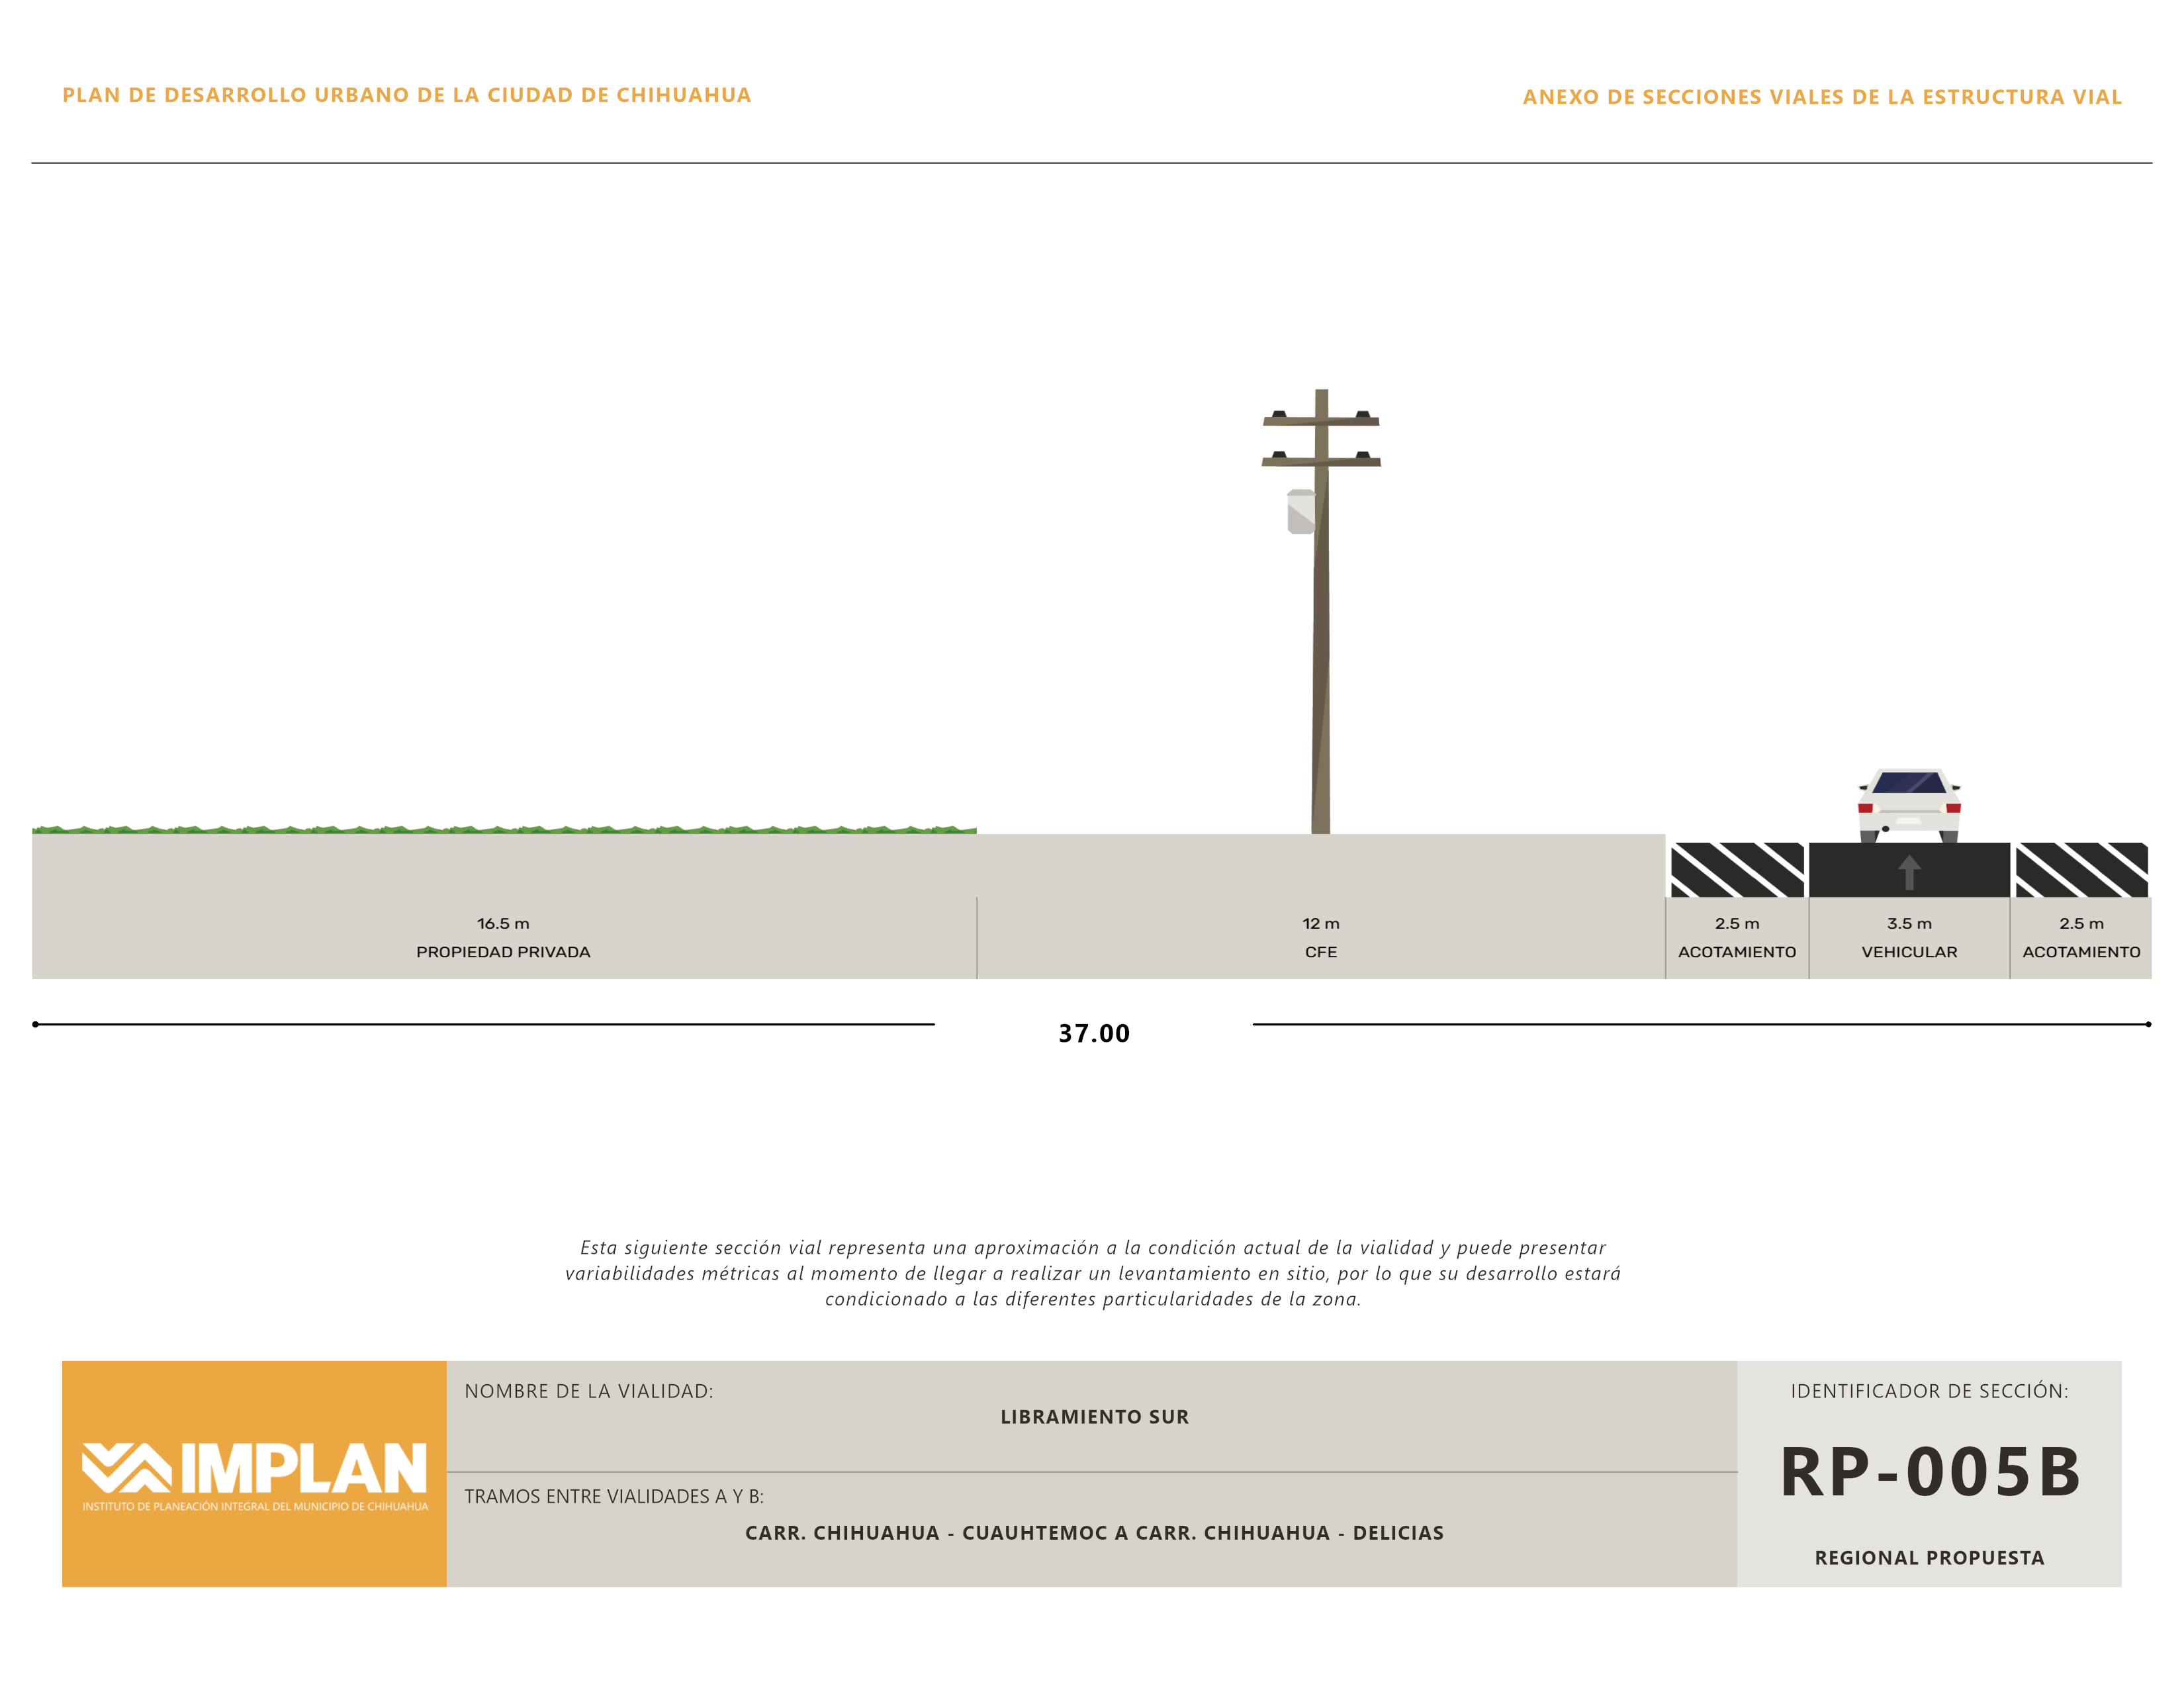 PLAN DE DESARROLLO URBANO DE LA CIUDAD DE CHIHUAHUA
ANEXO DE SECCIONES VIALES DE LA ESTRUCTURA VIAL
16.5 m
PROPIEDAD PRIVADA
12 m
CFE
2.5 m
ACOTAMIENTO
3.5 m
VEHICULAR
2.5 m
ACOTAMIENTO
37.00
Esta siguiente sección vial representa una aproximación a la condición actual de la vialidad y puede presentar
variabilidades métricas al momento de llegar a realizar un levantamiento en sitio, por lo que su desarrollo estará
condicionado a las diferentes particularidades de la zona.
IMPLAN
INSTITUTO DE PLANEACIÓN INTEGRAL DEL MUNICIPIO DE CHIHUAHUA
NOMBRE DE LA VIALIDAD:
LIBRAMIENTO SUR
TRAMOS ENTRE VIALIDADES A Y B:
CARR. CHIHUAHUA - CUAUHTEMOC A CARR. CHIHUAHUA - DELICIAS
IDENTIFICADOR DE SECCIÓN:
RP-005B
REGIONAL PROPUESTA